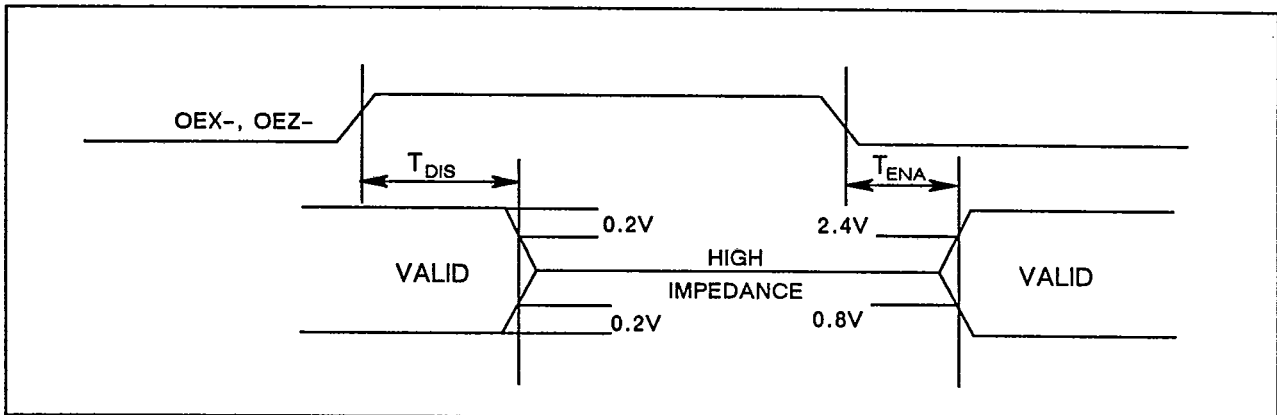 OEX-, OEZ-
TDIS
TENA
0.2V
2.4V
VALID
HIGH
IMPEDANCE
VALID
0.2V
0.8V